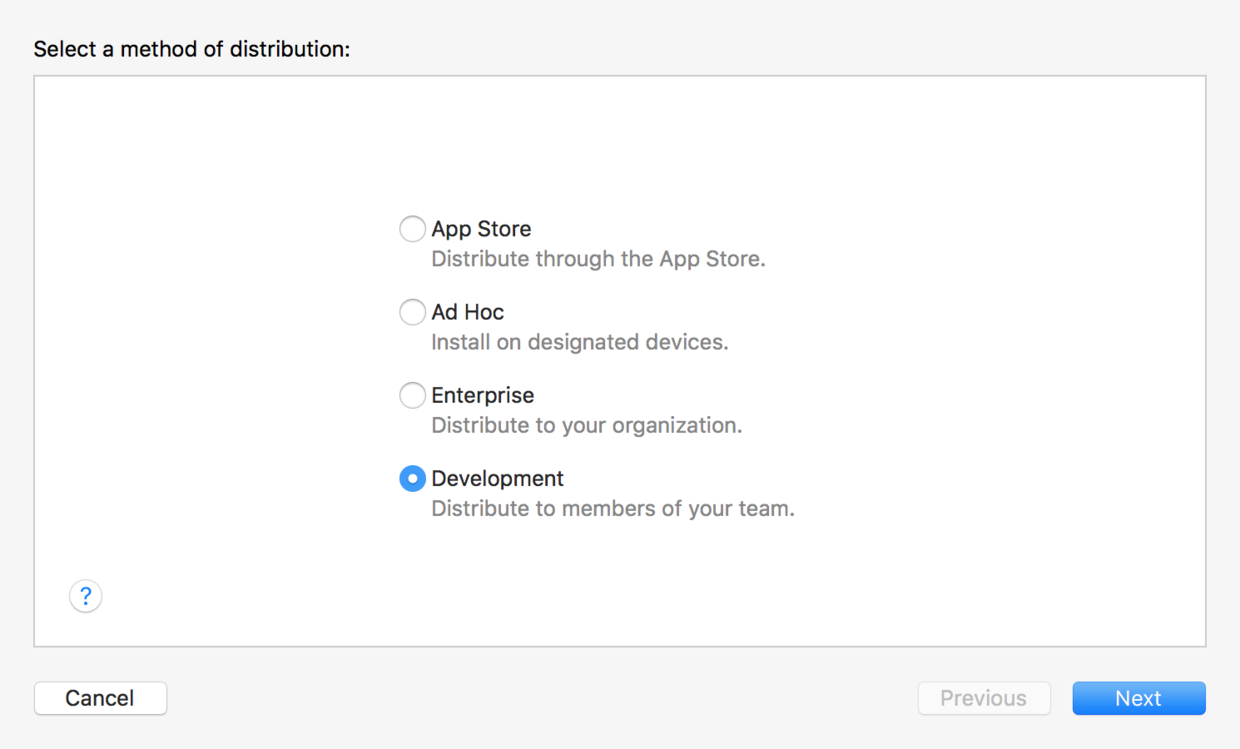 Select a method of distribution:
App Store
Distribute through the App Store.
Ad Hoc
Install on designated devices.
Enterprise
Distribute to your organization.
Development
Distribute to members of your team.
?
Cancel
Previous
Next